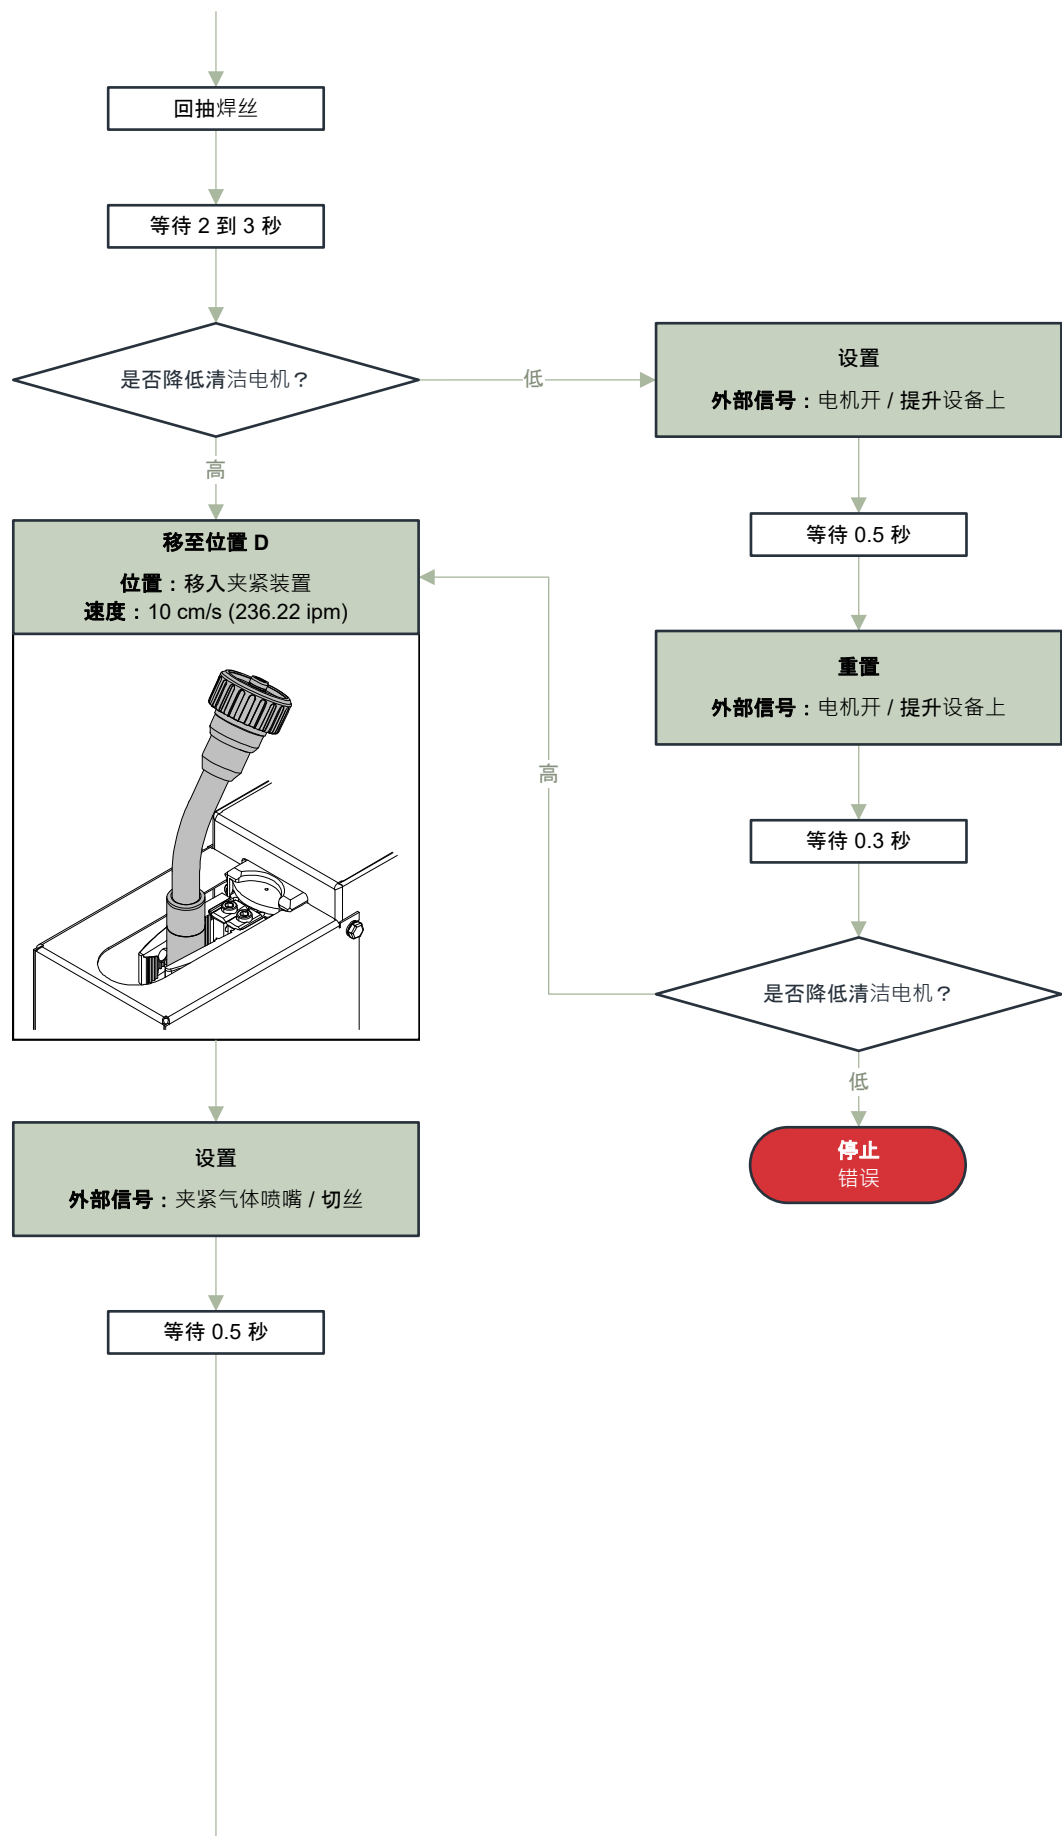 回抽焊丝
等待 2 到 3 秒
是否降低清洁电机？
低
高
设置
外部信号：电机开 / 提升设备上
等待 0.5 秒
重置
外部信号：电机开 / 提升设备上
等待 0.3 秒
是否降低清洁电机？
高
低
停止
错误
移至位置 D
位置：移入夹紧装置
速度：10 cm/s (236.22 ipm)
设置
外部信号：夹紧气体喷嘴 / 切丝
等待 0.5 秒